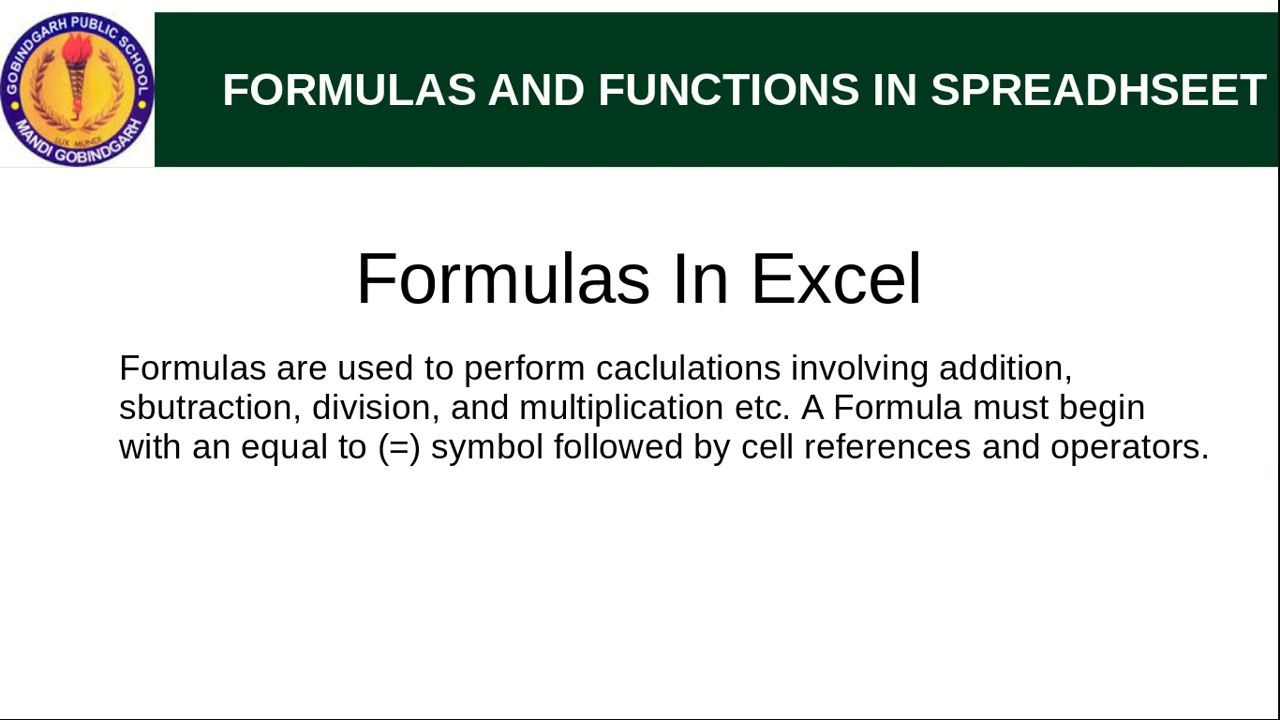 GOBINDGARH PUBLIC SCHOOL
LUX MUNDI
MANDI GOBINDGARH
FORMULAS AND FUNCTIONS IN SPREADHSEET
Formulas In Excel
Formulas are used to perform caclulations involving addition,
sbutraction, division, and multiplication etc. A Formula must begin
with an equal to (=) symbol followed by cell references and operators.